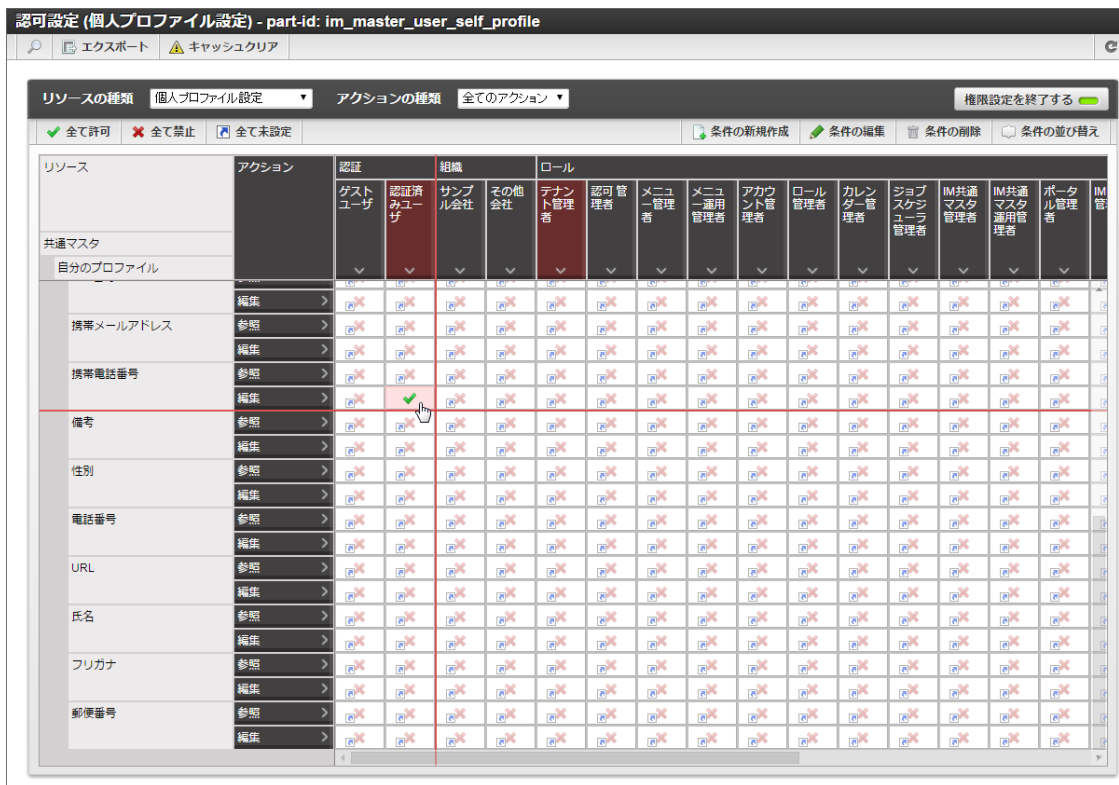 認可設定 (個人プロファイル設定) - part-id: im_master_user_self_profile
エクスポート キャッシュクリア
リソースの種類 個人プロファイル設定 アクションの種類 全てのアクション 権限設定を終了する
全て許可 全て禁止 全て未設定 条件の新規作成 条件の編集 条件の削除 条件の並び替え
リソース アクション 認証 組織 ロール
ゲストユーザ 認証済みユーザ サンプル会社 その他会社 テナント管理者 認可管理者 メニュー管理者 メニュー運用管理者 アカウント管理者 ロール管理者 カレンダー管理者 ジョブスケジューラ管理者 IM共通マスタ管理者 IM共通マスタ運用管理者 ポータル管理者 IM
共通マスタ
自分のプロファイル
編集
携帯メールアドレス 参照
編集
携帯電話番号 参照
編集
備考 参照
編集
性別 参照
編集
電話番号 参照
編集
URL 参照
編集
氏名 参照
編集
フリガナ 参照
編集
郵便番号 参照
編集